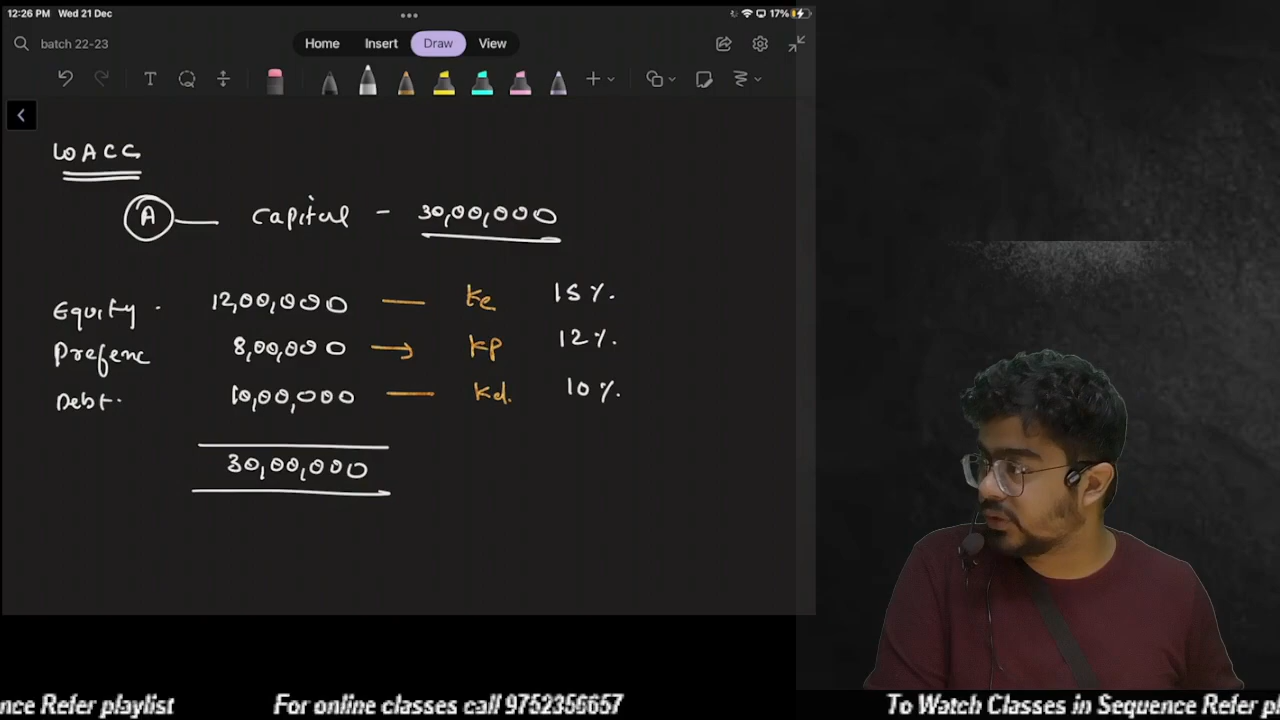 12:26 PM Wed 21 Dec
17%
batch 22-23
Home Insert Draw View
WACC
A — Capital - 30,00,000
Equity. 12,00,000 — Ke 15%.
Prefenc 8,00,000 → Kp 12%.
Debt. 10,00,000 — Kd. 10%.
30,00,000
nce Refer playlist For online classes call 9752356657 To Watch Classes in Sequence Refer pl